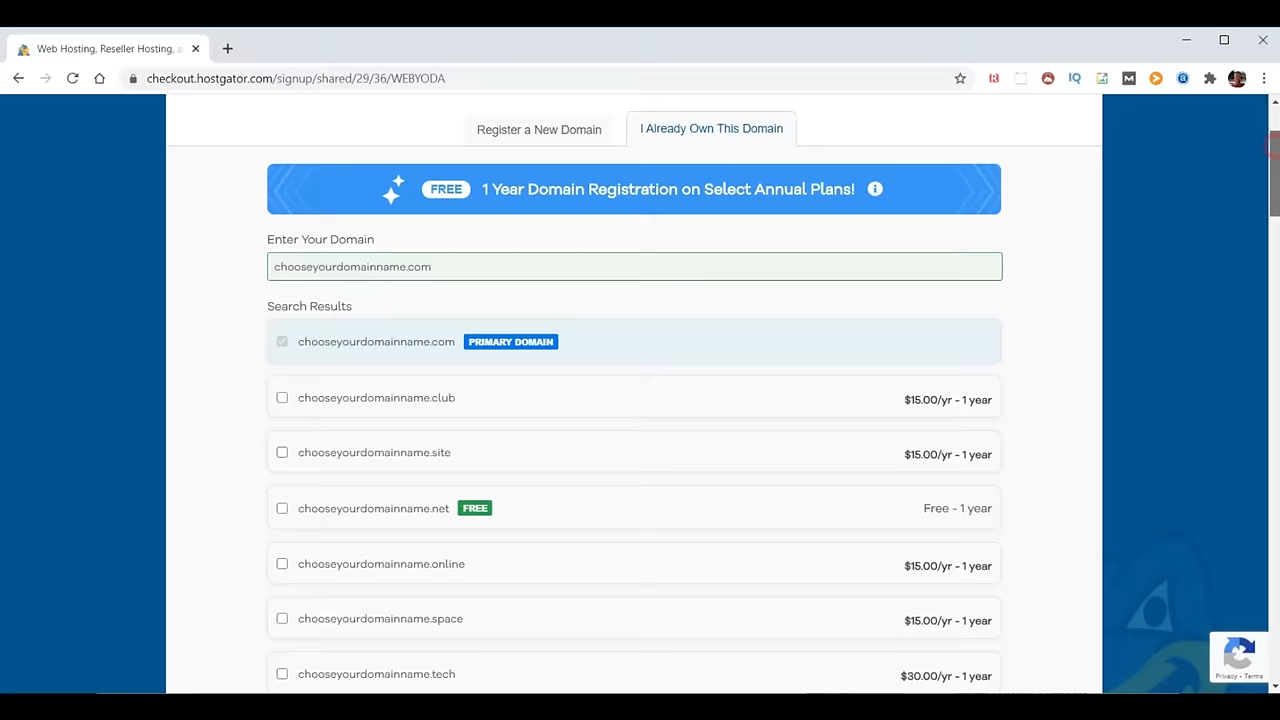 Web Hosting, Reseller Hosting, a
checkout.hostgator.com/signup/shared/29/36/WEBYODA
IQ
M
a
Register a New Domain
I Already Own This Domain
FREE 1 Year Domain Registration on Select Annual Plans! i
Enter Your Domain
chooseyourdomainname.com
Search Results
chooseyourdomainname.com PRIMARY DOMAIN
chooseyourdomainname.club $15.00/yr - 1 year
chooseyourdomainname.site $15.00/yr - 1 year
chooseyourdomainname.net FREE Free - 1 year
chooseyourdomainname.online $15.00/yr - 1 year
chooseyourdomainname.space $15.00/yr - 1 year
chooseyourdomainname.tech $30.00/yr - 1 year
Privacy - Terms